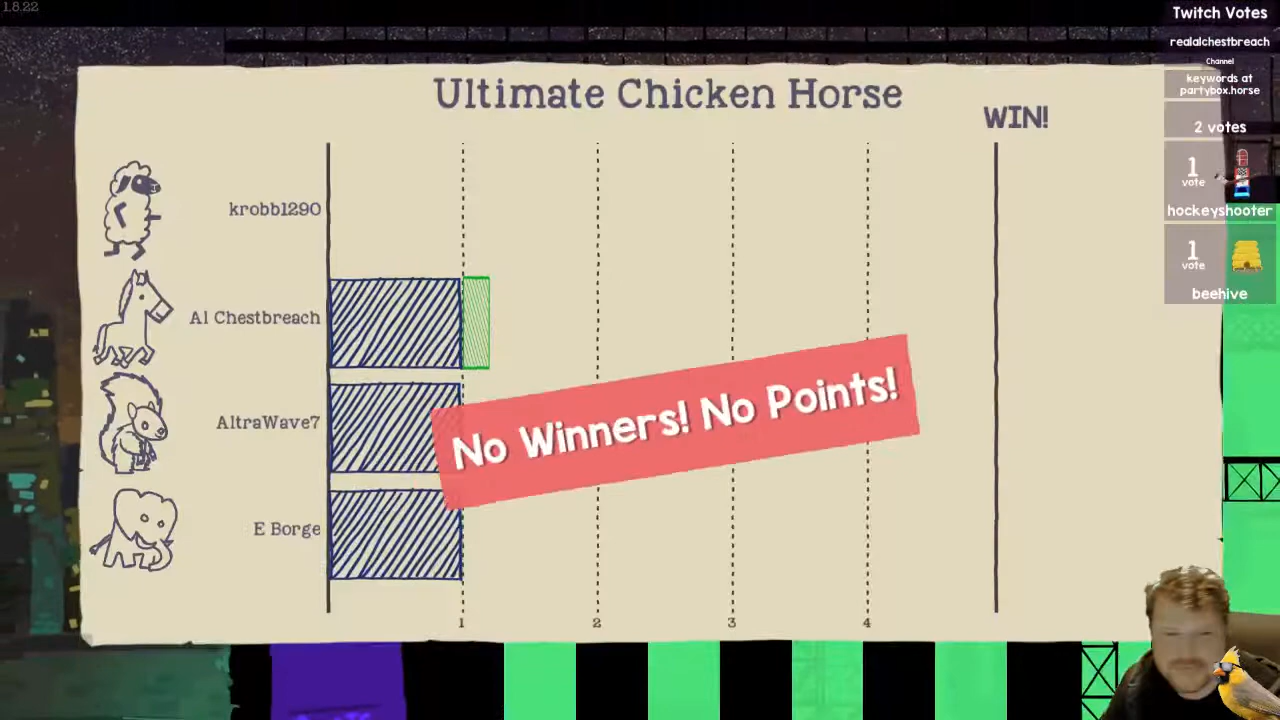 1.8.22
Twitch Votes
realalchestbreach
Channel
keywords at
partybox.horse
2 votes
1
vote
hockeyshooter
1
vote
beehive
Ultimate Chicken Horse
WIN!
krobb1290
Al Chestbreach
AltraWave7
E Borge
No Winners! No Points!
1 2 3 4